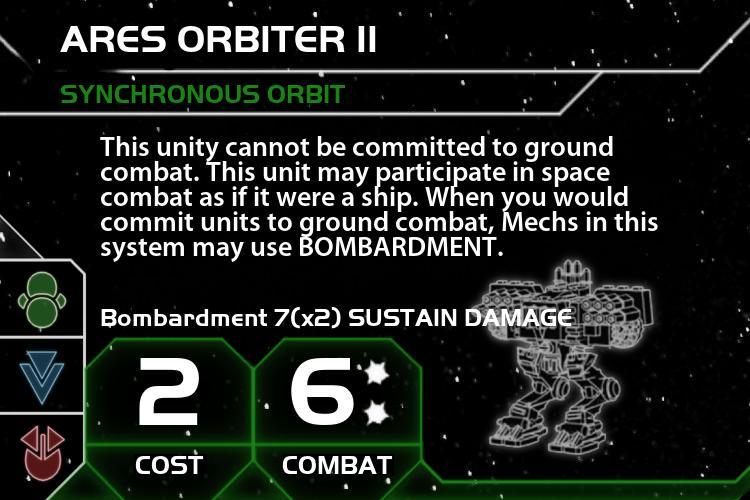 ARES ORBITER II
SYNCHRONOUS ORBIT
This unity cannot be committed to ground
combat. This unit may participate in space
combat as if it were a ship. When you would
commit units to ground combat, Mechs in this
system may use BOMBARDMENT.
Bombardment 7(x2) SUSTAIN DAMAGE
2
6
COST
COMBAT